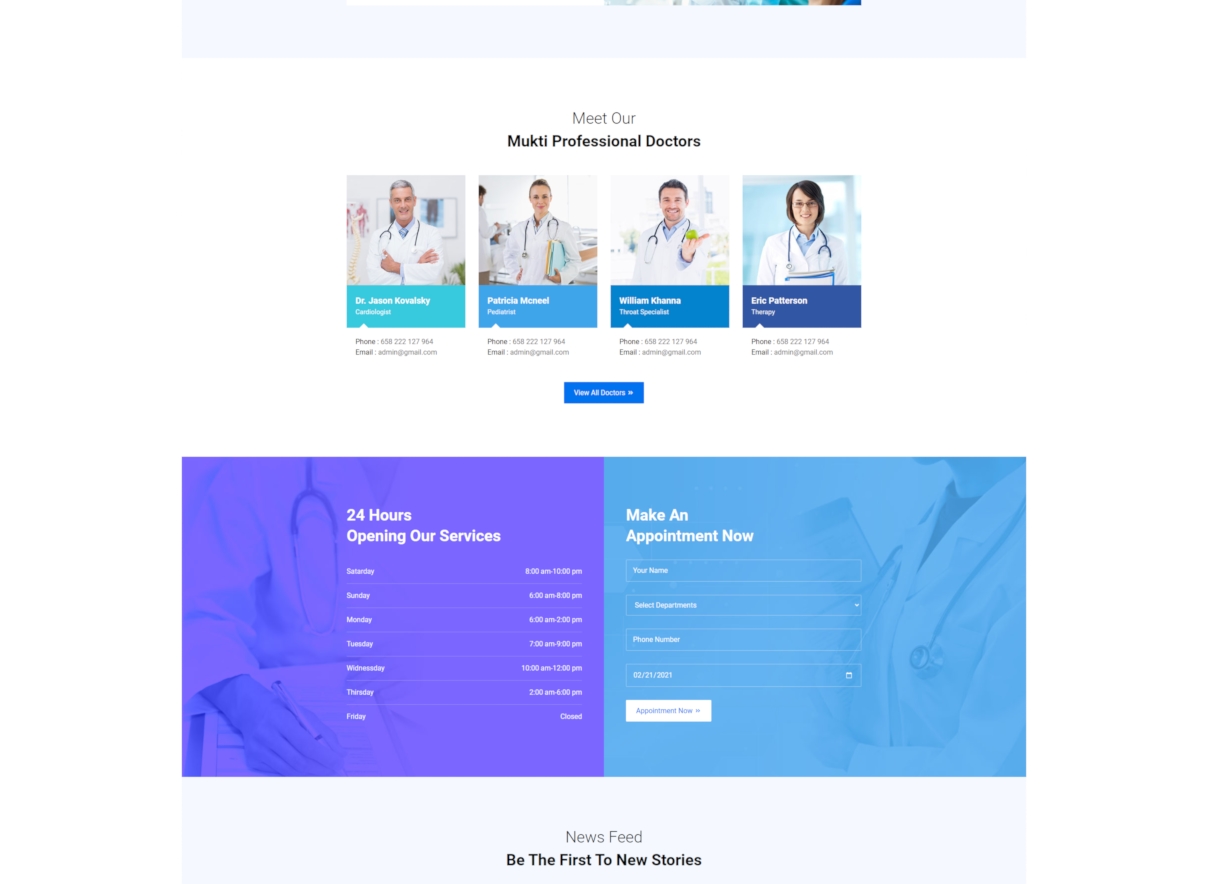 Meet Our
Mukti Professional Doctors
Dr. Jason Kovalsky
Cardiologist
Phone : 658 222 127 964
Email : admin@gmail.com
Patricia Mcneel
Pediatrist
Phone : 658 222 127 964
Email : admin@gmail.com
William Khanna
Throat Specialist
Phone : 658 222 127 964
Email : admin@gmail.com
Eric Patterson
Therapy
Phone : 658 222 127 964
Email : admin@gmail.com
View All Doctors »
24 Hours
Opening Our Services
Satarday 8:00 am-10:00 pm
Sunday 6:00 am-8:00 pm
Monday 6:00 am-2:00 pm
Tuesday 7:00 am-9:00 pm
Widnessday 10:00 am-12:00 pm
Thirsday 2:00 am-6:00 pm
Friday Closed
Make An
Appointment Now
Your Name
Select Departments
Phone Number
02/21/2021
Appointment Now »
News Feed
Be The First To New Stories